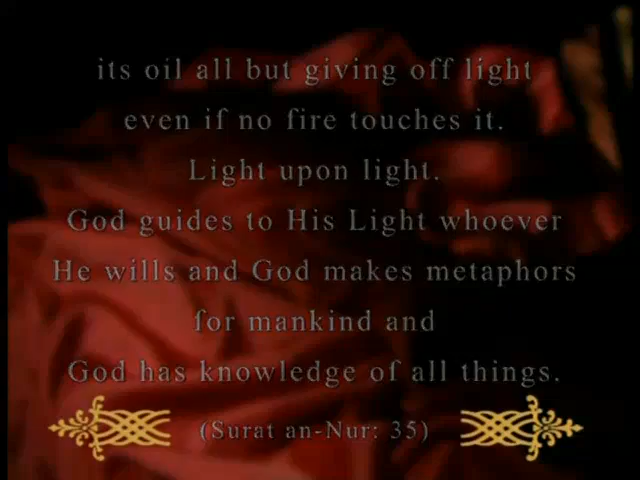 its oil all but giving off light
even if no fire touches it.
Light upon light.
God guides to His Light whoever
He wills and God makes metaphors
for mankind and
God has knowledge of all things.
(Surat an-Nur: 35)